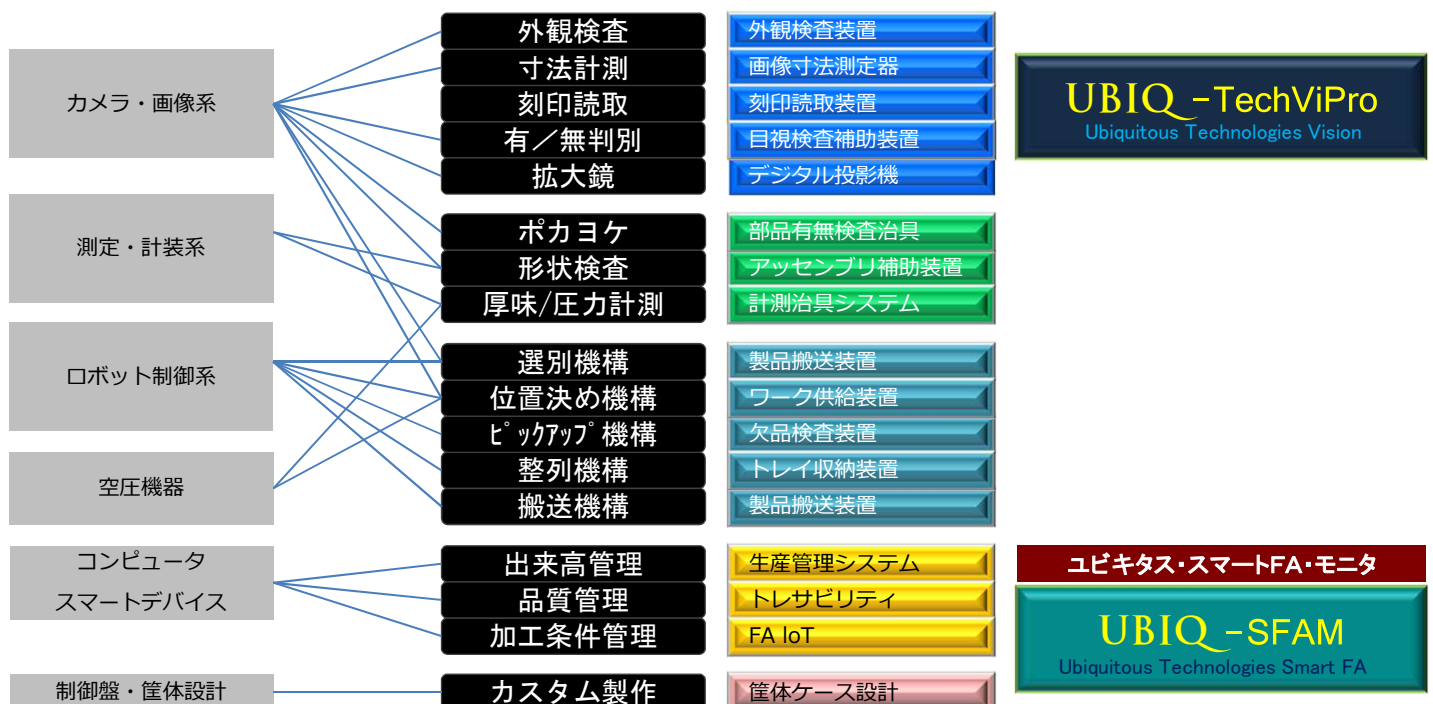 カメラ・画像系
測定・計装系
ロボット制御系
空圧機器
コンピュータ
スマートデバイス
制御盤・筐体設計
外観検査
寸法計測
刻印読取
有／無判別
拡大鏡
ポカヨケ
形状検査
厚味/圧力計測
選別機構
位置決め機構
ﾋﾟｯｸｱｯﾌﾟ機構
整列機構
搬送機構
出来高管理
品質管理
加工条件管理
カスタム製作
外観検査装置
画像寸法測定器
刻印読取装置
目視検査補助装置
デジタル投影機
部品有無検査治具
アッセンブリ補助装置
計測治具システム
製品搬送装置
ワーク供給装置
欠品検査装置
トレイ収納装置
製品搬送装置
生産管理システム
トレサビリティ
FA IoT
筐体ケース設計
UBIQ -TechViPro
Ubiquitous Technologies Vision
ユビキタス・スマートFA・モニタ
UBIQ -SFAM
Ubiquitous Technologies Smart FA